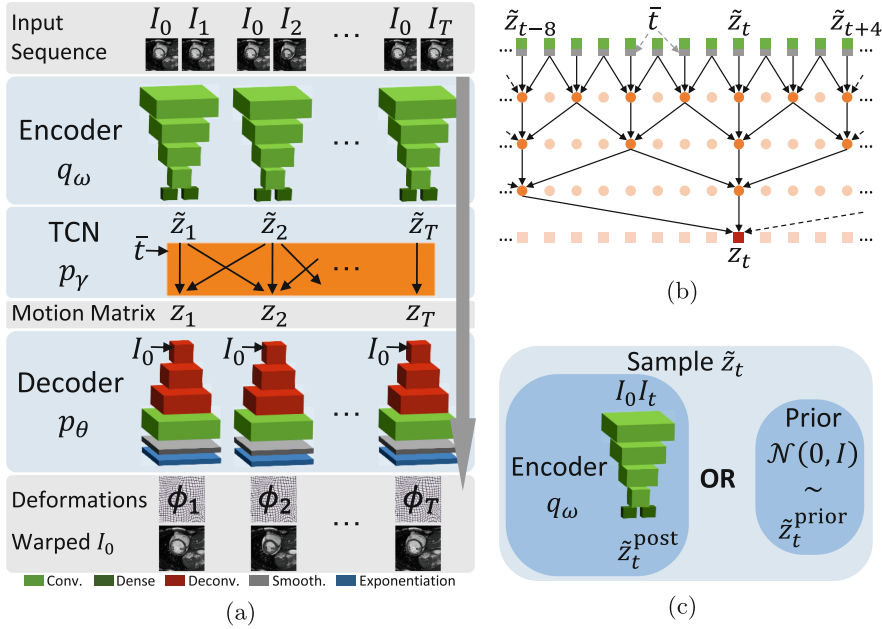 Input Sequence
I_0 I_1 I_0 I_2 ... I_0 I_T
Encoder
q_ω
TCN
p_γ
t̄
z̃_1 z̃_2 z̃_T
...
Motion Matrix z_1 z_2 z_T
Decoder
p_θ
I_0 I_0 I_0
...
Deformations ϕ_1 ϕ_2 ϕ_T
Warped I_0 ...
Conv. Dense Deconv. Smooth. Exponentiation
(a)
z̃_{t−8} t̄ z̃_t z̃_{t+4}
... ...
... ...
... ...
... ...
... ...
z_t
(b)
Sample z̃_t
I_0 I_t
Encoder
q_ω
z̃_t^post
OR
Prior
𝒩(0, I)
~
z̃_t^prior
(c)